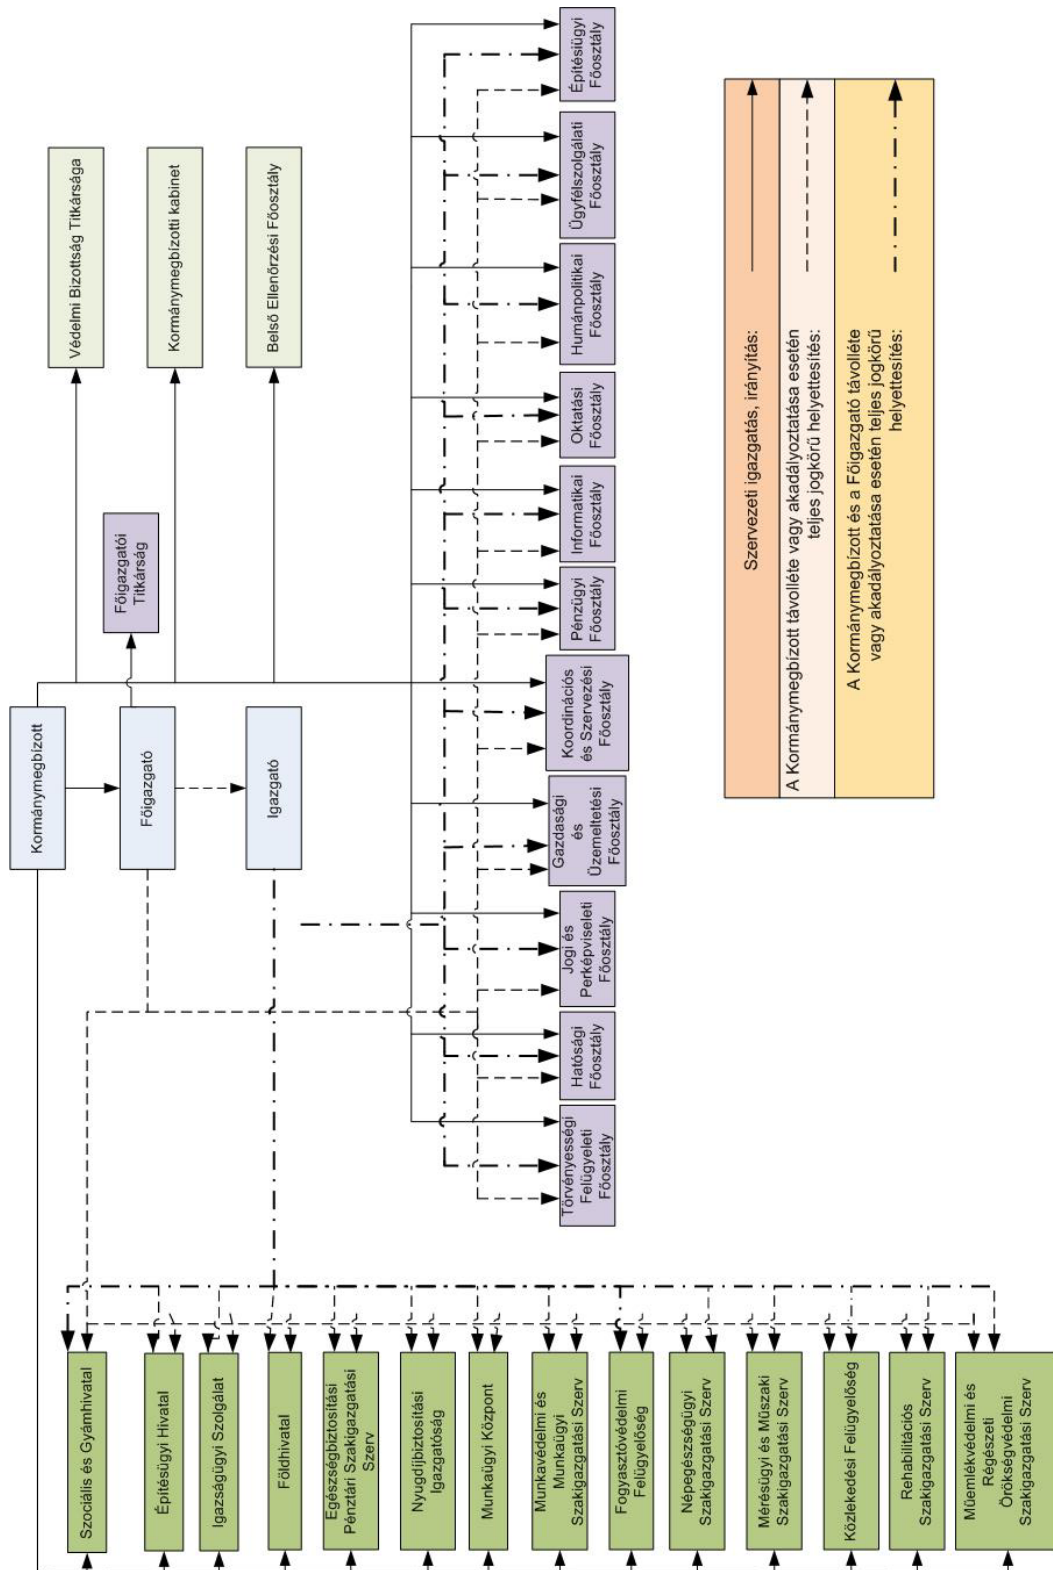 Kormánymegbízott
Főigazgató
Igazgató
Főigazgatói
Titkárság
Védelmi Bizottság Titkársága
Kormánymegbízotti kabinet
Belső Ellenőrzési Főosztály
Törvényességi
Felügyeleti
Főosztály
Hatósági
Főosztály
Jogi és
Perképviseleti
Főosztály
Gazdasági
és
Üzemeltetési
Főosztály
Koordinációs
és Szervezési
Főosztály
Pénzügyi
Főosztály
Informatikai
Főosztály
Oktatási
Főosztály
Humánpolitikai
Főosztály
Ügyfélszolgálati
Főosztály
Építésiügyi
Főosztály
Szociális és Gyámhivatal
Építésügyi Hivatal
Igazságügyi Szolgálat
Földhivatal
Egészségbiztosítási
Pénztári Szakigazgatási
Szerv
Nyugdíjbiztosítási
Igazgatóság
Munkaügyi Központ
Munkavédelmi és
Munkaügyi
Szakigazgatási Szerv
Fogyasztóvédelmi
Felügyelőség
Népegészségügyi
Szakigazgatási Szerv
Mérésügyi és Műszaki
Szakigazgatási Szerv
Közlekedési Felügyelőség
Rehabilitációs
Szakigazgatási Szerv
Műemlékvédelmi és
Régészeti
Örökségvédelmi
Szakigazgatási Szerv
Szervezeti igazgatás, irányítás:
A Kormánymegbízott távolléte vagy akadályoztatása esetén
teljes jogkörű helyettesítés:
A Kormánymegbízott és a Főigazgató távolléte
vagy akadályoztatása esetén teljes jogkörű
helyettesítés: